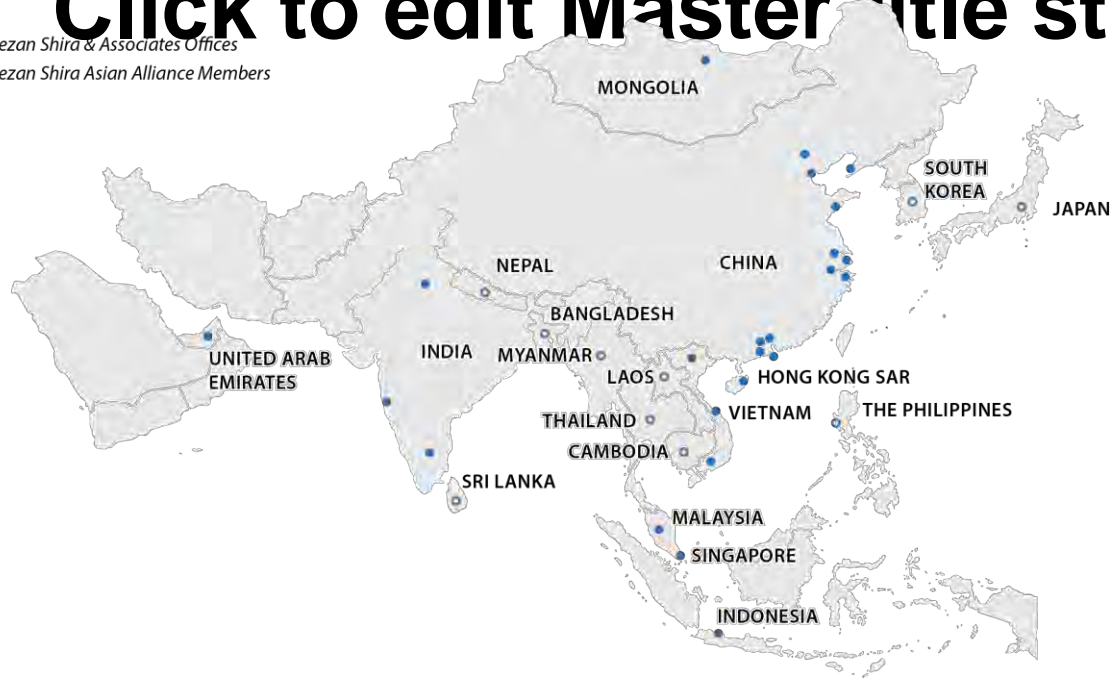 Click to edit Master title st
ezan Shira & Associates Offices
ezan Shira Asian Alliance Members
MONGOLIA
SOUTH
KOREA
JAPAN
NEPAL
CHINA
BANGLADESH
INDIA
MYANMAR
UNITED ARAB
EMIRATES
LAOS
HONG KONG SAR
THAILAND
VIETNAM
THE PHILIPPINES
CAMBODIA
SRI LANKA
MALAYSIA
SINGAPORE
INDONESIA